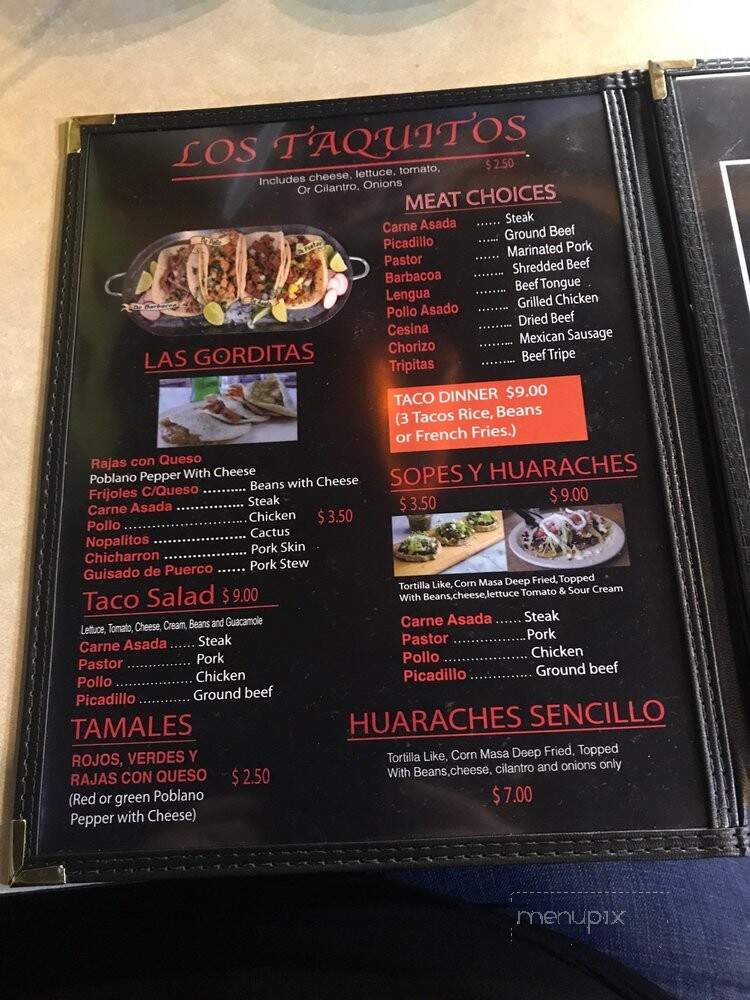 LOS TAQUITOS
$ 2.50
Includes cheese, lettuce, tomato,
Or Cilantro, Onions
MEAT CHOICES
Carne Asada ...... Steak
Picadillo ...... Ground Beef
Pastor ...... Marinated Pork
Barbacoa ........ Shredded Beef
Lengua ........ Beef Tongue
Pollo Asado ....... Grilled Chicken
Cesina ......... Dried Beef
Chorizo ......... Mexican Sausage
Tripitas ......... Beef Tripe
TACO DINNER $9.00
(3 Tacos Rice, Beans
or French Fries.)
LAS GORDITAS
Rajas con Queso
Poblano Pepper With Cheese
Frijoles C/Queso .......... Beans with Cheese
Carne Asada ................ Steak
Pollo .............................. Chicken
$ 3.50
Nopalitos ...................... Cactus
Chicharron .................... Pork Skin
Guisado de Puerco ...... Pork Stew
Taco Salad $ 9.00
Lettuce, Tomato, Cheese, Cream, Beans and Guacamole
Carne Asada ...... Steak
Pastor ................ Pork
Pollo ................... Chicken
Picadillo ............ Ground beef
TAMALES
ROJOS, VERDES Y
RAJAS CON QUESO $ 2.50
(Red or green Poblano
Pepper with Cheese)
SOPES Y HUARACHES
$ 3.50 $ 9.00
Tortilla Like, Corn Masa Deep Fried, Topped
With Beans,cheese,lettuce Tomato & Sour Cream
Carne Asada ...... Steak
Pastor .................Pork
Pollo .................... Chicken
Picadillo .............. Ground beef
HUARACHES SENCILLO
Tortilla Like, Corn Masa Deep Fried, Topped
With Beans,cheese, cilantro and onions only
$ 7.00
menupix